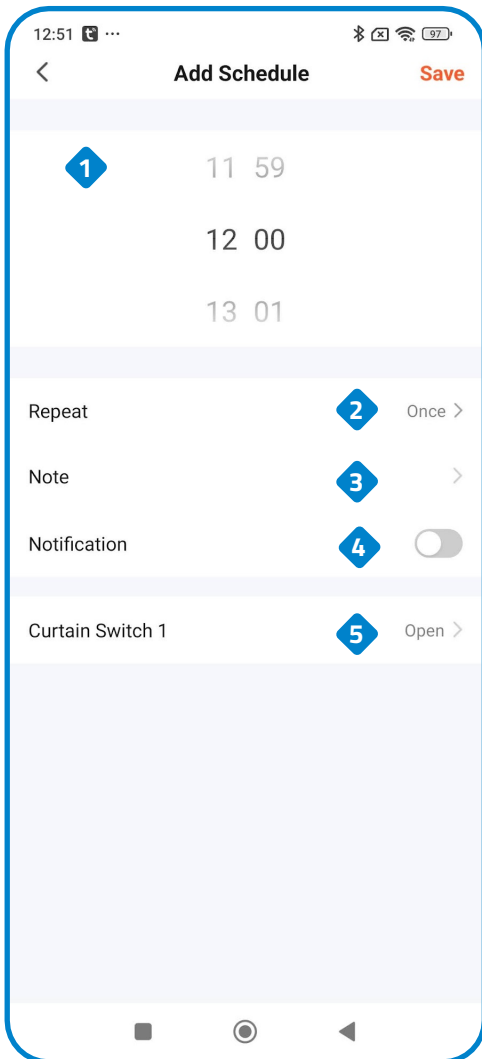 12:51 ... 97
Add Schedule Save
1 11 59
12 00
13 01
Repeat 2 Once >
Note 3 >
Notification 4
Curtain Switch 1 5 Open >